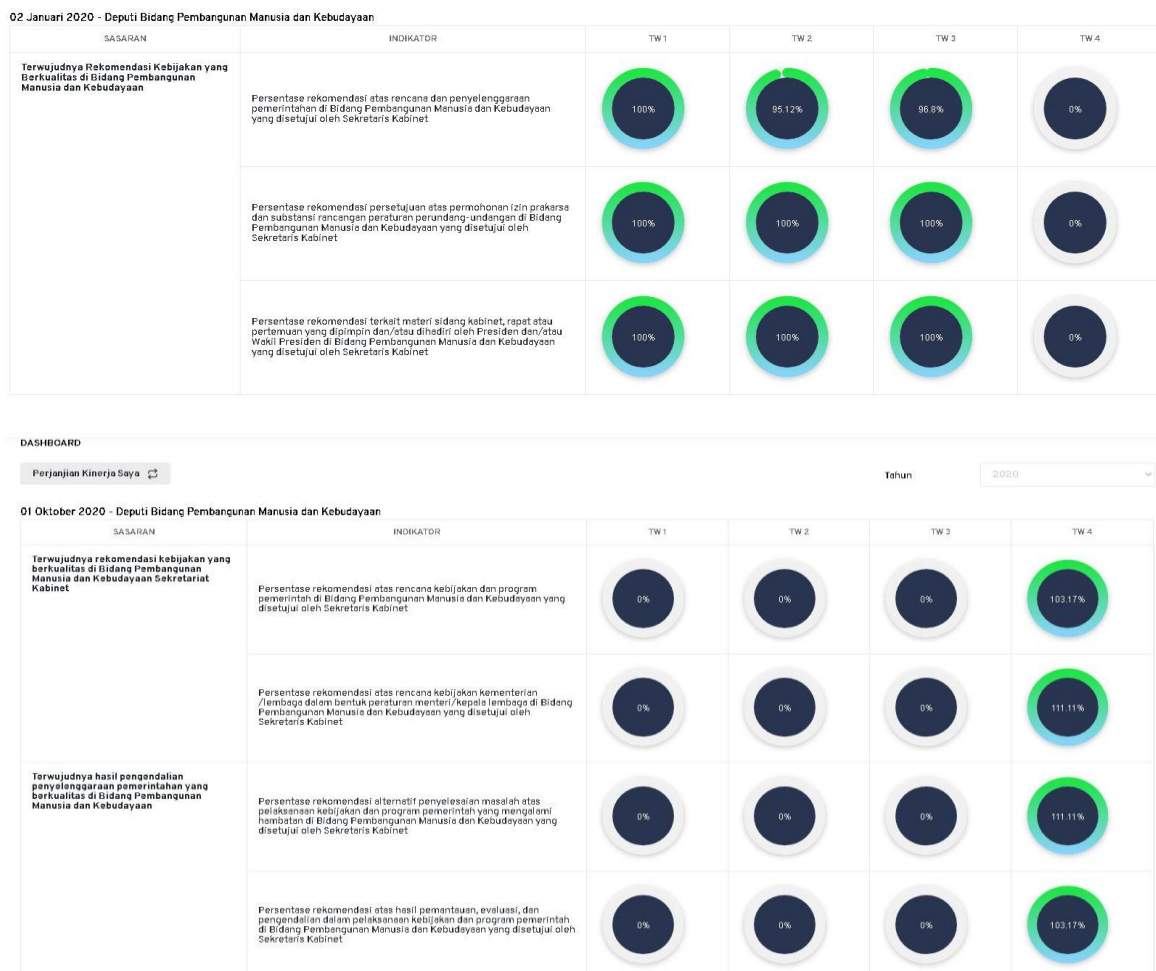 02 Januari 2020 - Deputi Bidang Pembangunan Manusia dan Kebudayaan
SASARAN INDIKATOR TW 1 TW 2 TW 3 TW 4
Terwujudnya Rekomendasi Kebijakan yang
Berkualitas di Bidang Pembangunan
Manusia dan Kebudayaan
Persentase rekomendasi atas rencana dan penyelenggaraan
pemerintahan di Bidang Pembangunan Manusia dan Kebudayaan
yang disetujui oleh Sekretaris Kabinet
100% 95.12% 96.8% 0%
Persentase rekomendasi persetujuan atas permohonan izin prakarsa
dan substansi rancangan peraturan perundang-undangan di Bidang
Pembangunan Manusia dan Kebudayaan yang disetujui oleh
Sekretaris Kabinet
100% 100% 100% 0%
Persentase rekomendasi terkait materi sidang kabinet, rapat atau
pertemuan yang dipimpin dan/atau dihadiri oleh Presiden dan/atau
Wakil Presiden di Bidang Pembangunan Manusia dan Kebudayaan
yang disetujui oleh Sekretaris Kabinet
100% 100% 100% 0%
DASHBOARD
Perjanjian Kinerja Saya
Tahun 2020
01 Oktober 2020 - Deputi Bidang Pembangunan Manusia dan Kebudayaan
SASARAN INDIKATOR TW 1 TW 2 TW 3 TW 4
Terwujudnya rekomendasi kebijakan yang
berkualitas di Bidang Pembangunan
Manusia dan Kebudayaan Sekretariat
Kabinet
Persentase rekomendasi atas rencana kebijakan dan program
pemerintah di Bidang Pembangunan Manusia dan Kebudayaan yang
disetujui oleh Sekretaris Kabinet
0% 0% 0% 103.17%
Persentase rekomendasi atas rencana kebijakan kementerian
/lembaga dalam bentuk peraturan menteri/kepala lembaga di Bidang
Pembangunan Manusia dan Kebudayaan yang disetujui oleh
Sekretaris Kabinet
0% 0% 0% 111.11%
Terwujudnya hasil pengendalian
penyelenggaraan pemerintahan yang
berkualitas di Bidang Pembangunan
Manusia dan Kebudayaan
Persentase rekomendasi alternatif penyelesaian masalah atas
pelaksanaan kebijakan dan program pemerintah yang mengalami
hambatan di Bidang Pembangunan Manusia dan Kebudayaan yang
disetujui oleh Sekretaris Kabinet
0% 0% 0% 111.11%
Persentase rekomendasi atas hasil pemantauan, evaluasi, dan
pengendalian dalam pelaksanaan kebijakan dan program pemerintah
di Bidang Pembangunan Manusia dan Kebudayaan yang disetujui oleh
Sekretaris Kabinet
0% 0% 0% 103.17%